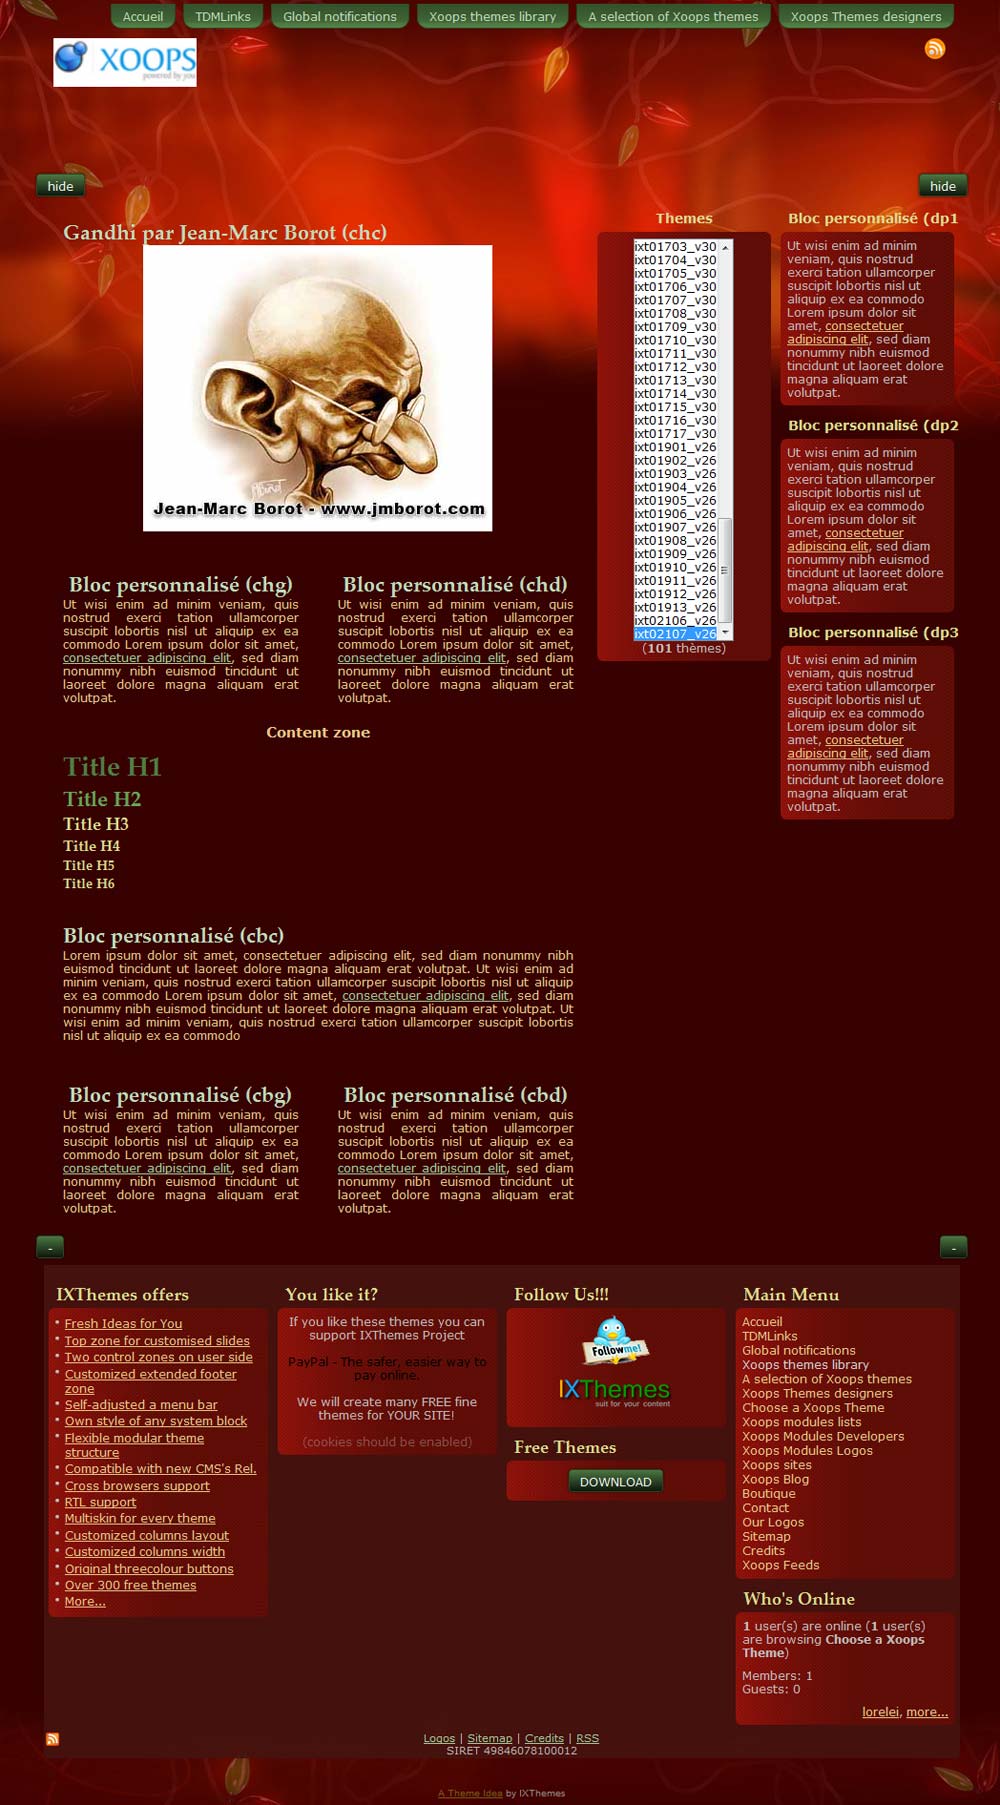 Accueil
TDMLinks
Global notifications
Xoops themes library
A selection of Xoops themes
Xoops Themes designers
XOOPS
powered by you
hide
hide
Gandhi par Jean-Marc Borot (chc)
Jean-Marc Borot - www.jmborot.com
Bloc personnalisé (chg)
Ut wisi enim ad minim veniam, quis
nostrud exerci tation ullamcorper
suscipit lobortis nisl ut aliquip ex ea
commodo Lorem ipsum dolor sit amet,
consectetuer adipiscing elit, sed diam
nonummy nibh euismod tincidunt ut
laoreet dolore magna aliquam erat
volutpat.
Bloc personnalisé (chd)
Ut wisi enim ad minim veniam, quis
nostrud exerci tation ullamcorper
suscipit lobortis nisl ut aliquip ex ea
commodo Lorem ipsum dolor sit amet,
consectetuer adipiscing elit, sed diam
nonummy nibh euismod tincidunt ut
laoreet dolore magna aliquam erat
volutpat.
Content zone
Title H1
Title H2
Title H3
Title H4
Title H5
Title H6
Bloc personnalisé (cbc)
Lorem ipsum dolor sit amet, consectetuer adipiscing elit, sed diam nonummy nibh
euismod tincidunt ut laoreet dolore magna aliquam erat volutpat. Ut wisi enim ad
minim veniam, quis nostrud exerci tation ullamcorper suscipit lobortis nisl ut aliquip
ex ea commodo Lorem ipsum dolor sit amet, consectetuer adipiscing elit, sed diam
nonummy nibh euismod tincidunt ut laoreet dolore magna aliquam erat volutpat. Ut
wisi enim ad minim veniam, quis nostrud exerci tation ullamcorper suscipit lobortis
nisl ut aliquip ex ea commodo
Bloc personnalisé (cbg)
Ut wisi enim ad minim veniam, quis
nostrud exerci tation ullamcorper
suscipit lobortis nisl ut aliquip ex ea
commodo Lorem ipsum dolor sit amet,
consectetuer adipiscing elit, sed diam
nonummy nibh euismod tincidunt ut
laoreet dolore magna aliquam erat
volutpat.
Bloc personnalisé (cbd)
Ut wisi enim ad minim veniam, quis
nostrud exerci tation ullamcorper
suscipit lobortis nisl ut aliquip ex ea
commodo Lorem ipsum dolor sit amet,
consectetuer adipiscing elit, sed diam
nonummy nibh euismod tincidunt ut
laoreet dolore magna aliquam erat
volutpat.
Themes
ixt01703_v30
ixt01704_v30
ixt01705_v30
ixt01706_v30
ixt01707_v30
ixt01708_v30
ixt01709_v30
ixt01710_v30
ixt01711_v30
ixt01712_v30
ixt01713_v30
ixt01714_v30
ixt01715_v30
ixt01716_v30
ixt01717_v30
ixt01901_v26
ixt01902_v26
ixt01903_v26
ixt01904_v26
ixt01905_v26
ixt01906_v26
ixt01907_v26
ixt01908_v26
ixt01909_v26
ixt01910_v26
ixt01911_v26
ixt01912_v26
ixt01913_v26
ixt02106_v26
ixt02107_v26
(101 thèmes)
Bloc personnalisé (dp1
Ut wisi enim ad minim
veniam, quis nostrud
exerci tation ullamcorper
suscipit lobortis nisl ut
aliquip ex ea commodo
Lorem ipsum dolor sit
amet, consectetuer
adipiscing elit, sed diam
nonummy nibh euismod
tincidunt ut laoreet dolore
magna aliquam erat
volutpat.
Bloc personnalisé (dp2
Ut wisi enim ad minim
veniam, quis nostrud
exerci tation ullamcorper
suscipit lobortis nisl ut
aliquip ex ea commodo
Lorem ipsum dolor sit
amet, consectetuer
adipiscing elit, sed diam
nonummy nibh euismod
tincidunt ut laoreet dolore
magna aliquam erat
volutpat.
Bloc personnalisé (dp3
Ut wisi enim ad minim
veniam, quis nostrud
exerci tation ullamcorper
suscipit lobortis nisl ut
aliquip ex ea commodo
Lorem ipsum dolor sit
amet, consectetuer
adipiscing elit, sed diam
nonummy nibh euismod
tincidunt ut laoreet dolore
magna aliquam erat
volutpat.
-
-
IXThemes offers
Fresh Ideas for You
Top zone for customised slides
Two control zones on user side
Customized extended footer
zone
Self-adjusted a menu bar
Own style of any system block
Flexible modular theme
structure
Compatible with new CMS's Rel.
Cross browsers support
RTL support
Multiskin for every theme
Customized columns layout
Customized columns width
Original threecolour buttons
Over 300 free themes
More...
You like it?
If you like these themes you can
support IXThemes Project
PayPal - The safer, easier way to
pay online.
We will create many FREE fine
themes for YOUR SITE!
(cookies should be enabled)
Follow Us!!!
Followme!
IXThemes
suit for your content
Free Themes
DOWNLOAD
Main Menu
Accueil
TDMLinks
Global notifications
Xoops themes library
A selection of Xoops themes
Xoops Themes designers
Choose a Xoops Theme
Xoops modules lists
Xoops Modules Developers
Xoops Modules Logos
Xoops sites
Xoops Blog
Boutique
Contact
Our Logos
Sitemap
Credits
Xoops Feeds
Who's Online
1 user(s) are online (1 user(s)
are browsing Choose a Xoops
Theme)
Members: 1
Guests: 0
lorelei, more...
Logos | Sitemap | Credits | RSS
SIRET 49846078100012
A Theme Idea by IXThemes